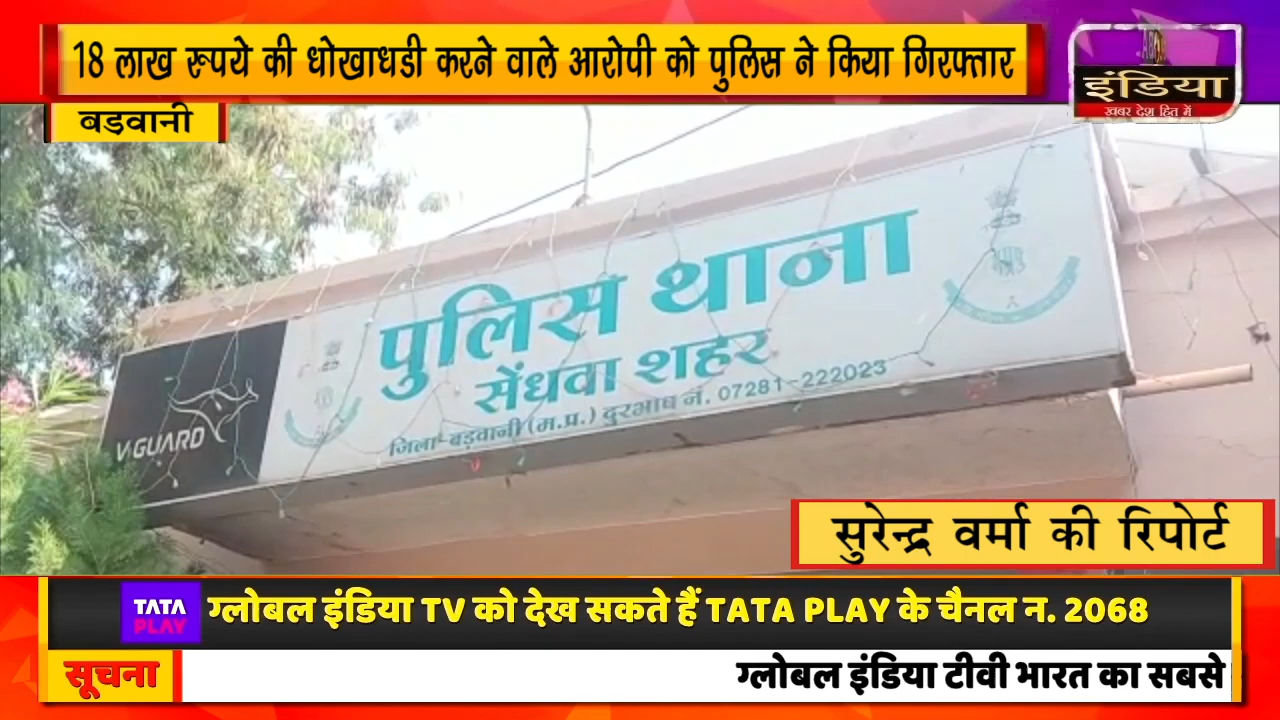 18 लाख रूपये की धोखाधडी करने वाले आरोपी को पुलिस ने किया गिरफ्तार
इंडिया
खबर देश हित में
बडवानी
पुलिस थाना
सेंधवा शहर
जिला-बड़वानी (म.प्र.) दुरभाष नं. 07281-222023
V-GUARD
सुरेन्द्र वर्मा की रिपोर्ट
TATA PLAY
ग्लोबल इंडिया TV को देख सकते हैं TATA PLAY के चैनल न. 2068
सूचना
ग्लोबल इंडिया टीवी भारत का सबसे